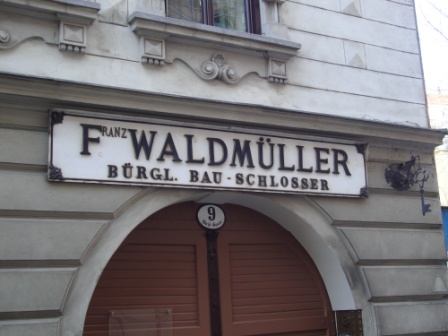 FRANZ WALDMÜLLER
BÜRGL. BAU-SCHLOSSER
9